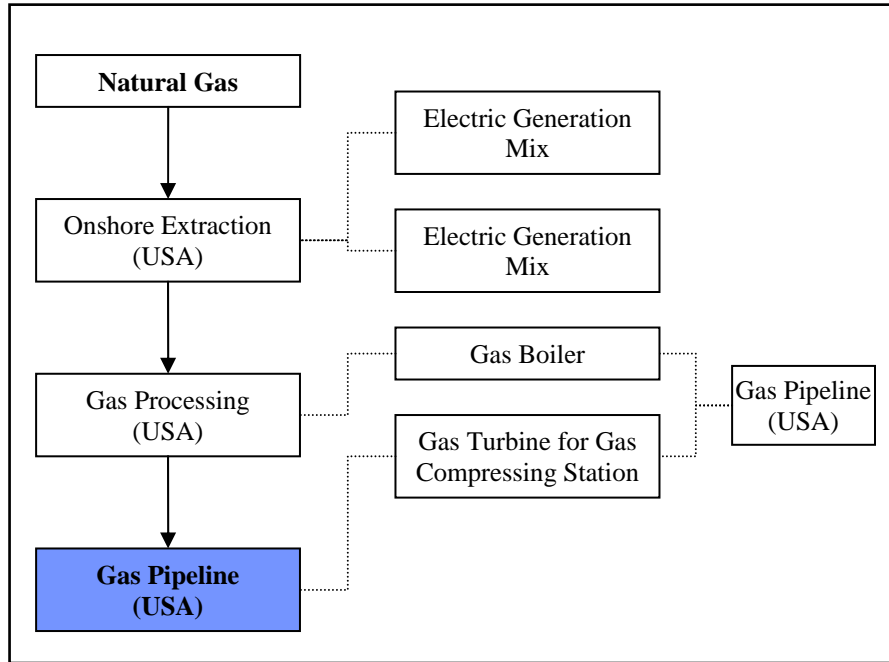 Natural Gas
Onshore Extraction
(USA)
Gas Processing
(USA)
Gas Pipeline
(USA)
Electric Generation
Mix
Electric Generation
Mix
Gas Boiler
Gas Turbine for Gas
Compressing Station
Gas Pipeline
(USA)